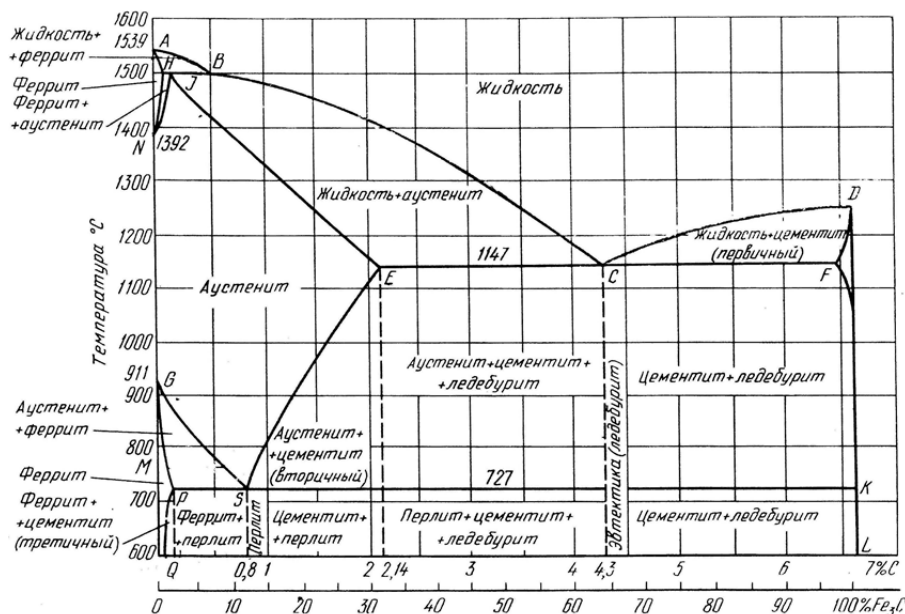 1600
1539
Жидкость+
+феррит
A
H
J
B
1500
Феррит
Феррит+
+аустенит
1400
N
1392
Жидкость
1300
Жидкость+аустенит
D
Температура °С
1200
1147
Жидкость+цементит
(первичный)
E
C
F
1100
Аустенит
1000
911
G
900
Аустенит+цементит+
+ледебурит
Цементит+ледебурит
Эвтектика (ледебурит)
Аустенит+
+феррит
800
Аустенит+
+цементит
(вторичный)
M
727
Феррит
700
P
S
K
Феррит+
+цементит
(третичный)
Феррит+
+перлит
Перлит
Цементит+
+перлит
Перлит+цементит+
+ледебурит
Цементит+ледебурит
600
L
Q
0,8
1
2
2,14
3
4
4,3
5
6
7%C
0
10
20
30
40
50
60
70
80
90
100%Fe₃C